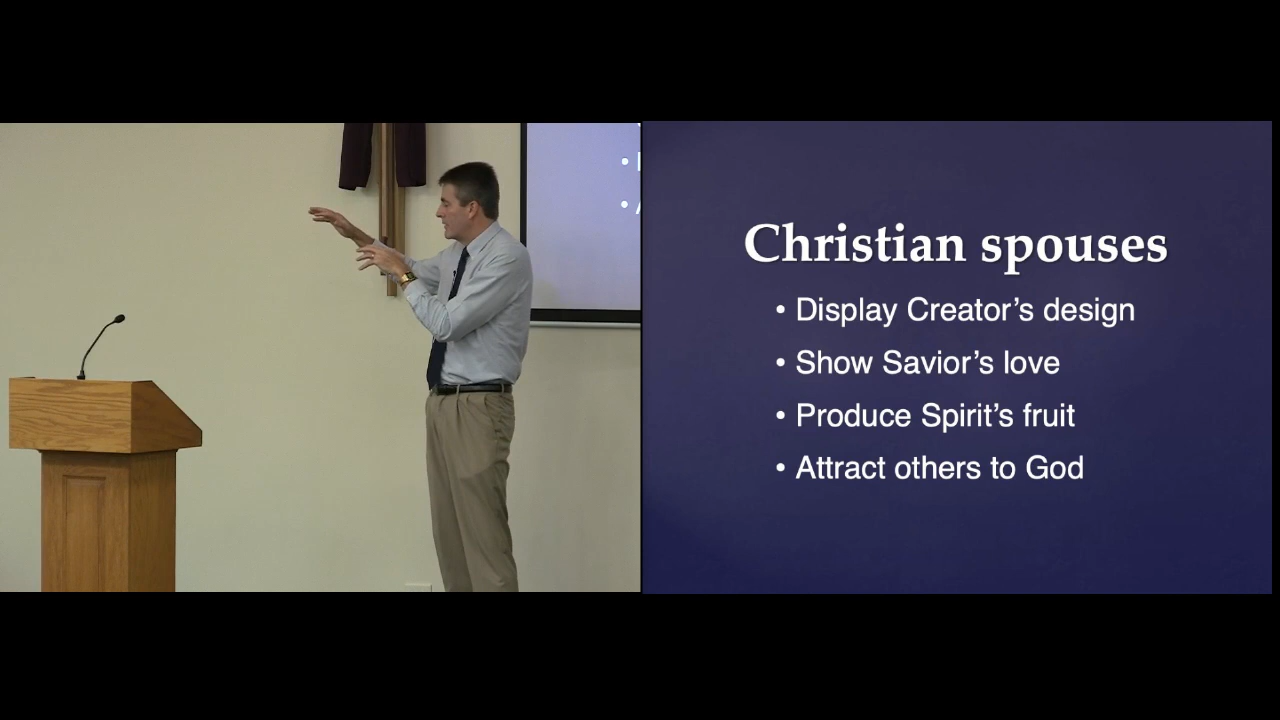 Christian spouses
• Display Creator's design
• Show Savior's love
• Produce Spirit's fruit
• Attract others to God